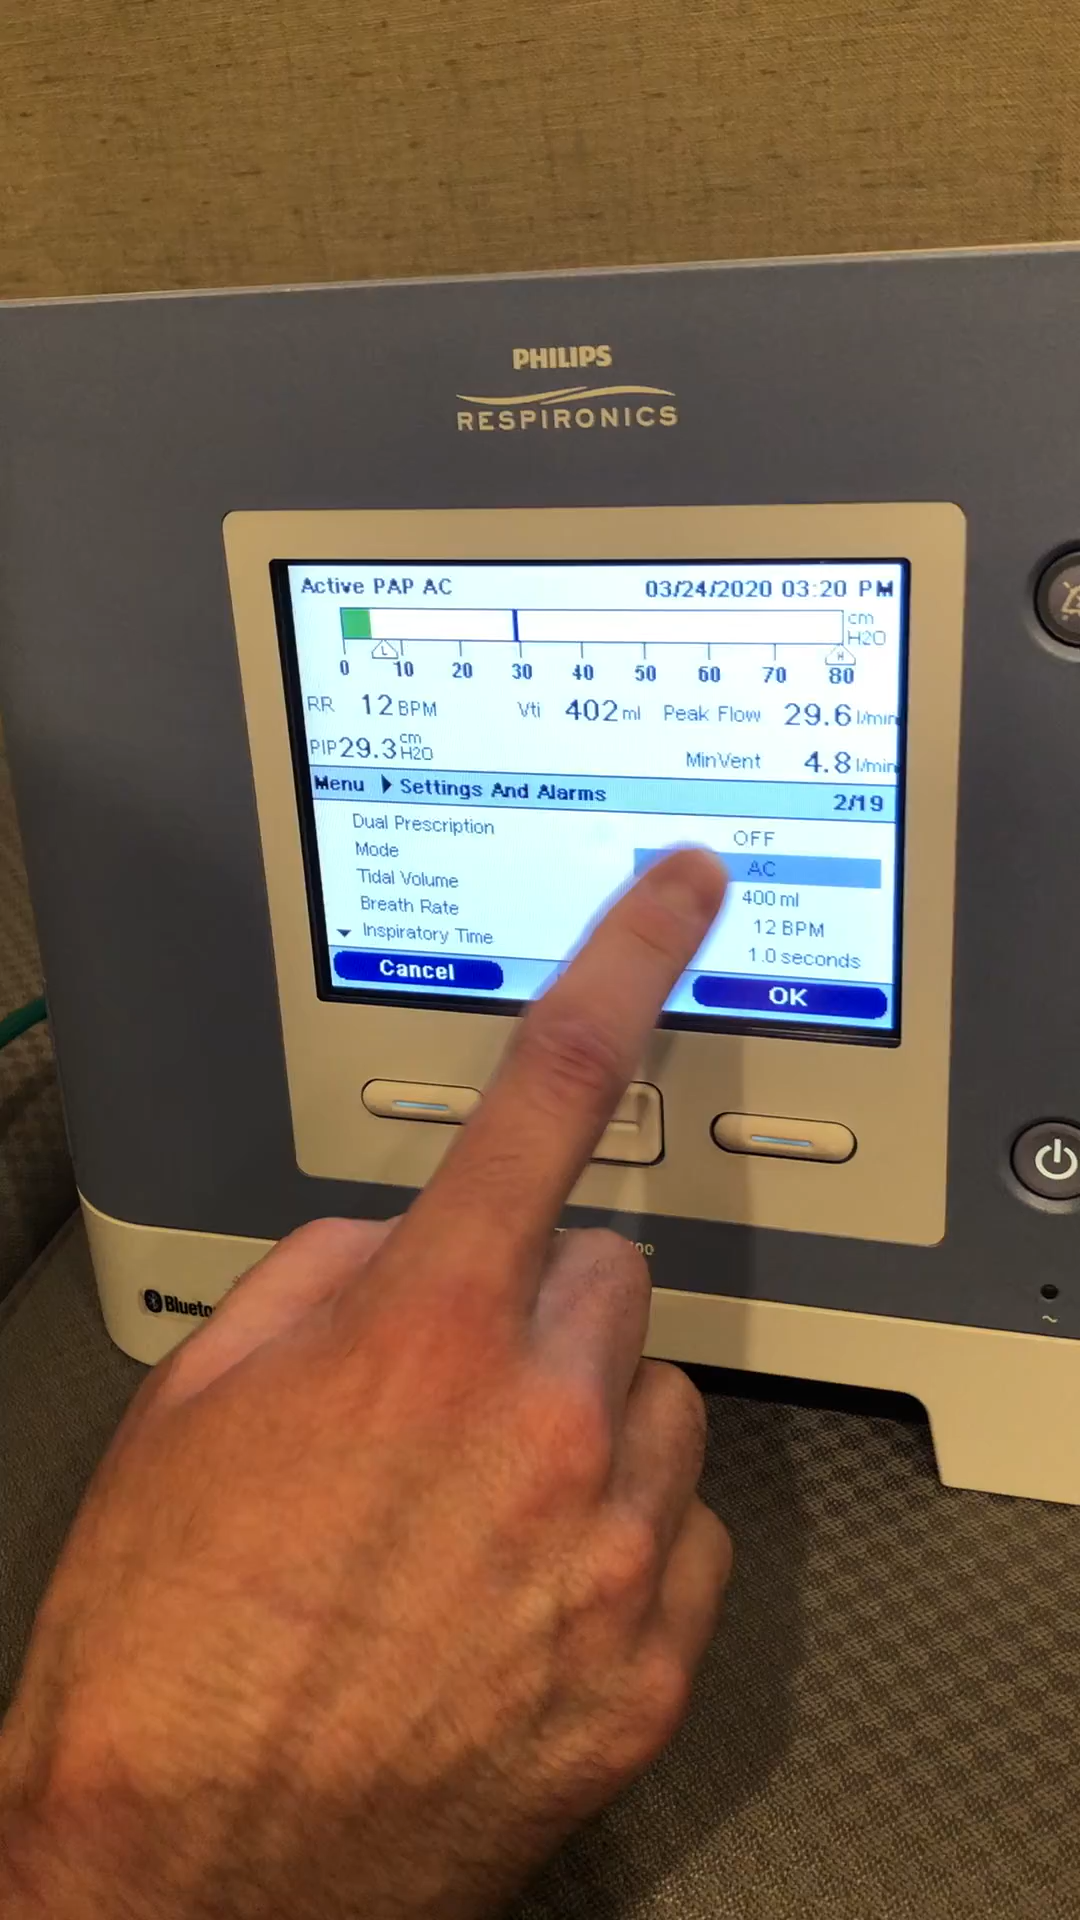 PHILIPS
RESPIRONICS
Active PAP AC 03/24/2020 03:20 PM
cm
H2O
L H
0 10 20 30 40 50 60 70 80
RR 12 BPM Vti 402 ml Peak Flow 29.6 l/min
PIP 29.3 cm H2O MinVent 4.8 l/min
Menu Settings And Alarms 2/19
Dual Prescription OFF
Mode AC
Tidal Volume 400 ml
Breath Rate 12 BPM
Inspiratory Time 1.0 seconds
Cancel OK